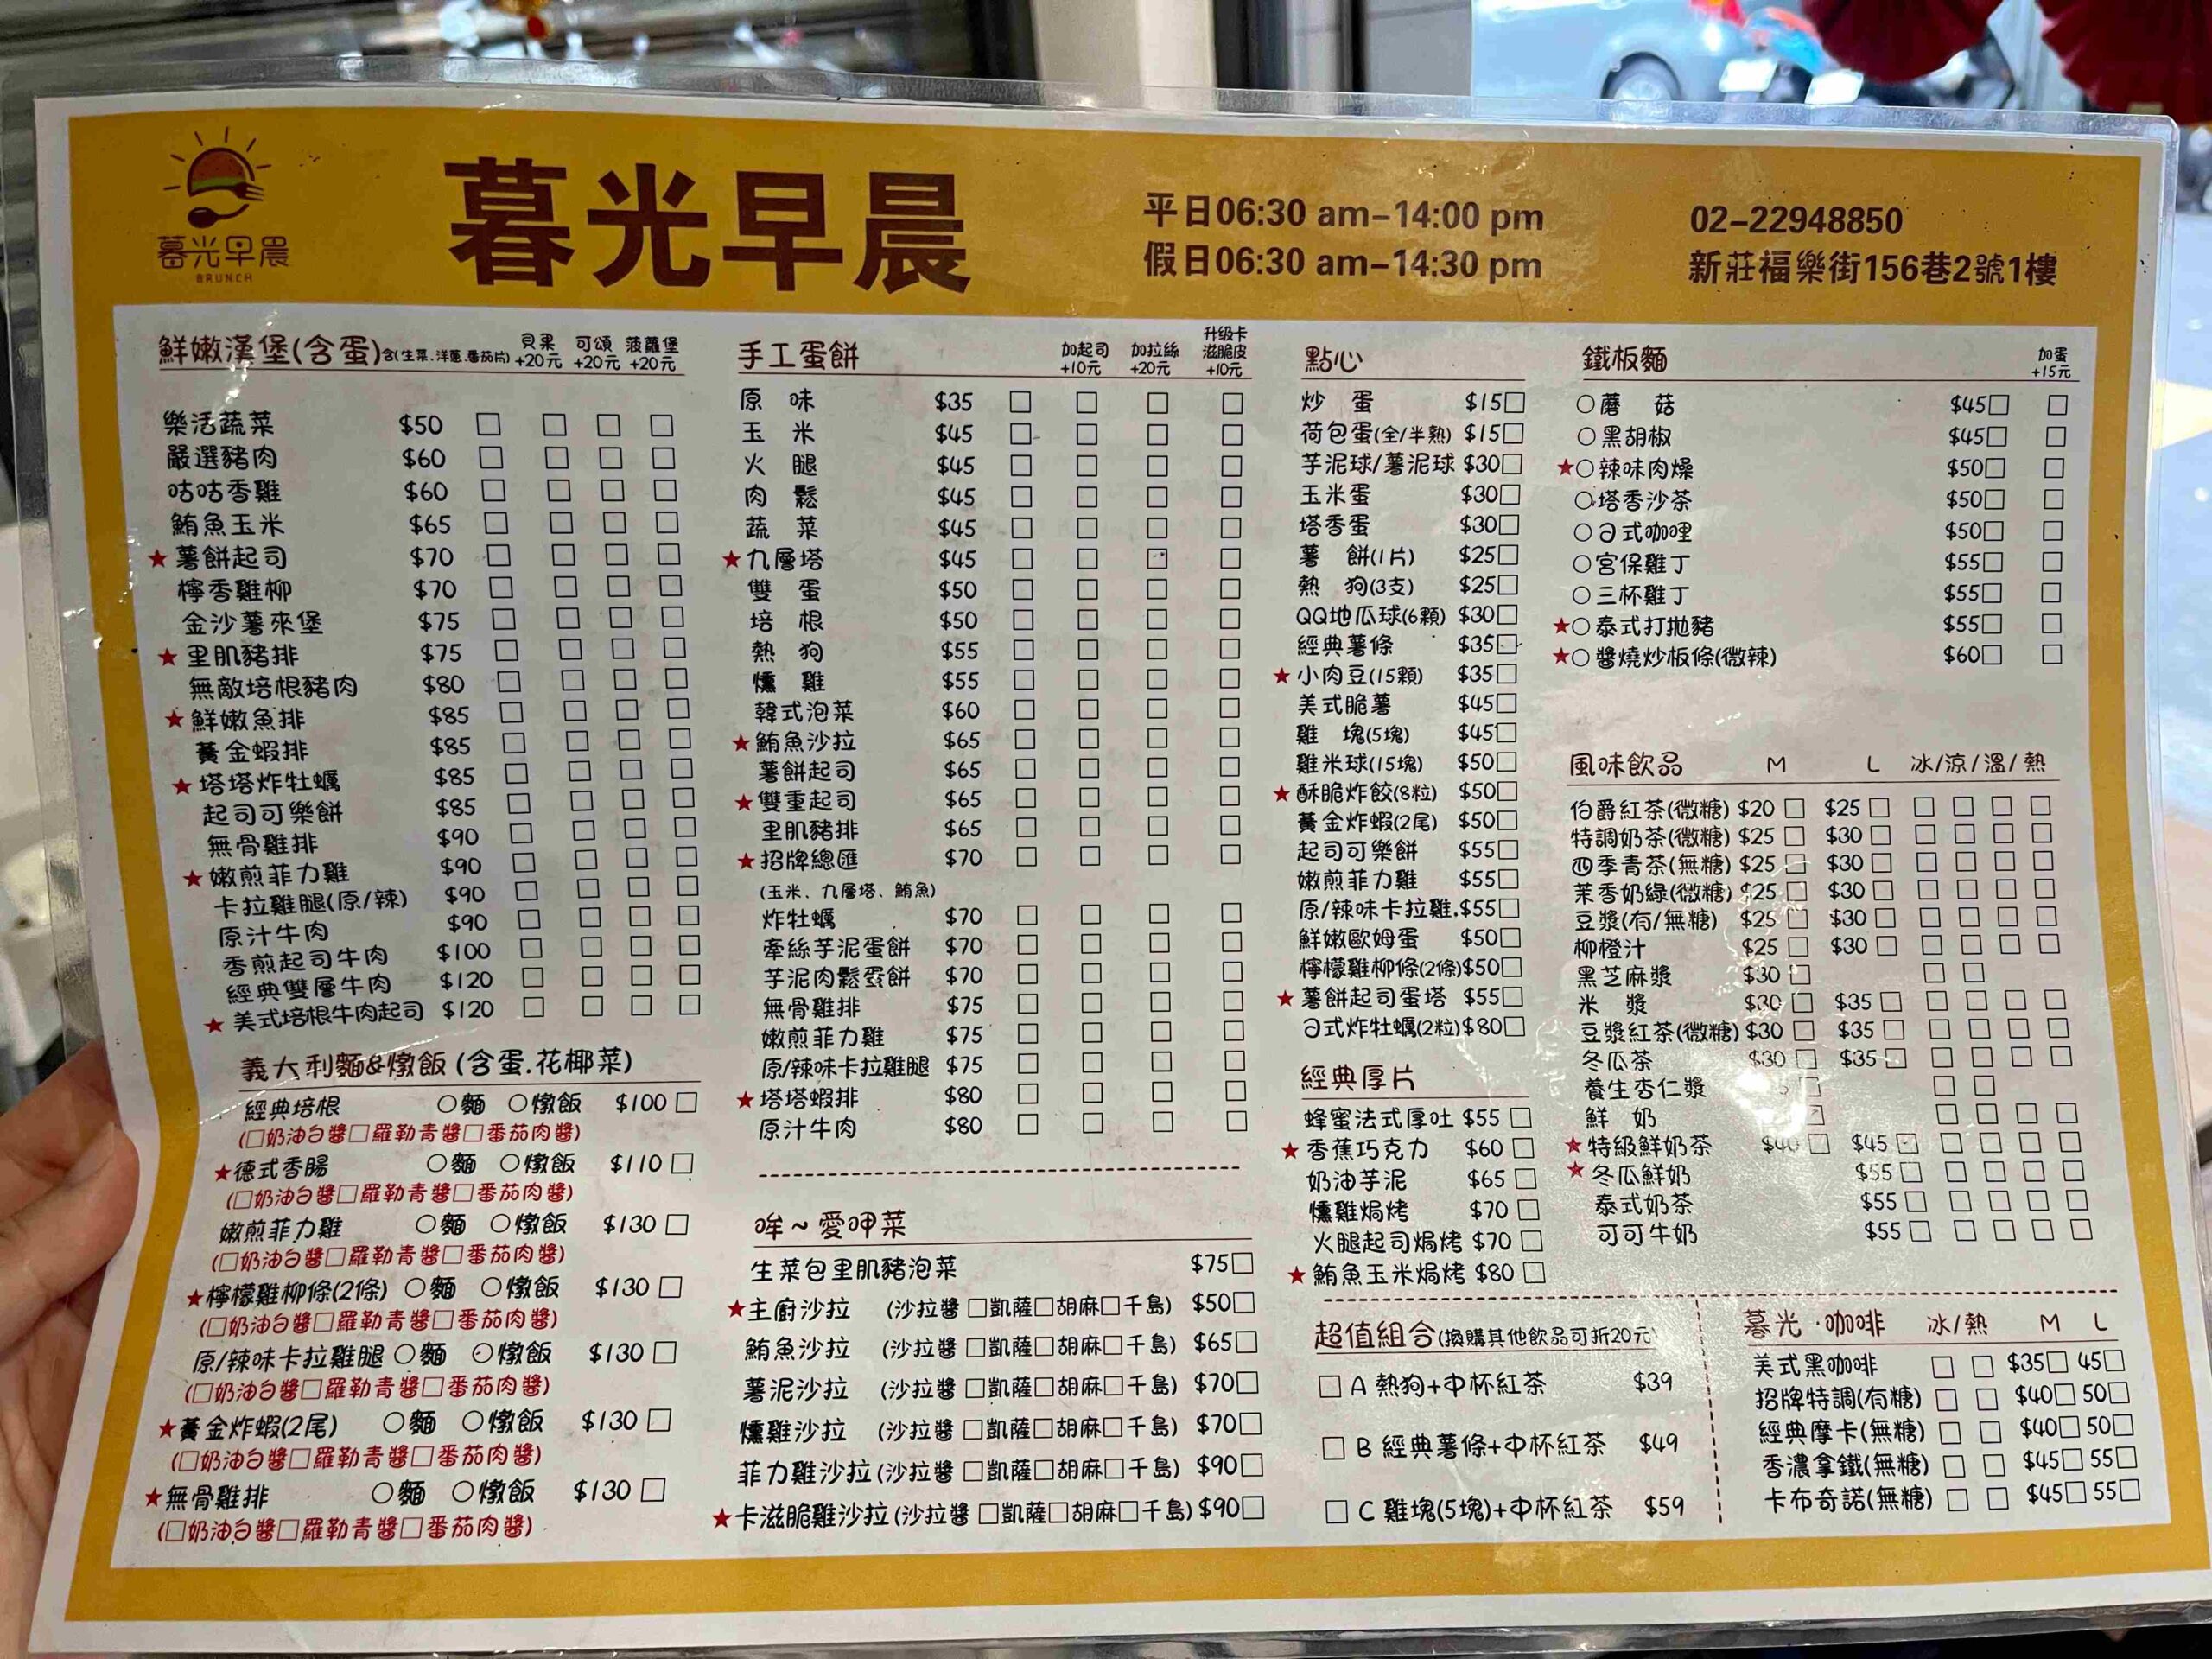 暮光早晨
BRUNCH
暮光早晨
平日06:30 am-14:00 pm
假日06:30 am-14:30 pm
02-22948850
新莊福樂街156巷2號1樓
鮮嫩漢堡(含蛋)含(生菜.洋蔥.番茄片) 貝果+20元 可頌+20元 菠蘿堡+20元
樂活蔬菜 $50 □ □ □ □
嚴選豬肉 $60 □ □ □ □
咕咕香雞 $60 □ □ □ □
鮪魚玉米 $65 □ □ □ □
★薯餅起司 $70 □ □ □ □
檸香雞柳 $70 □ □ □ □
金沙薯來堡 $75 □ □ □ □
★里肌豬排 $75 □ □ □ □
無敵培根豬肉 $80 □ □ □ □
★鮮嫩魚排 $85 □ □ □ □
黃金蝦排 $85 □ □ □ □
★塔塔炸牡蠣 $85 □ □ □ □
起司可樂餅 $85 □ □ □ □
無骨雞排 $90 □ □ □ □
★嫩煎菲力雞 $90 □ □ □ □
卡拉雞腿(原/辣) $90 □ □ □ □
原汁牛肉 $90 □ □ □ □
香煎起司牛肉 $100 □ □ □ □
經典雙層牛肉 $120 □ □ □ □
★美式培根牛肉起司 $120 □ □ □ □
義大利麵&燉飯(含蛋.花椰菜)
經典培根 ○麵 ○燉飯 $100 □
(□奶油白醬□羅勒青醬□番茄肉醬)
★德式香腸 ○麵 ○燉飯 $110 □
(□奶油白醬□羅勒青醬□番茄肉醬)
嫩煎菲力雞 ○麵 ○燉飯 $130 □
(□奶油白醬□羅勒青醬□番茄肉醬)
★檸檬雞柳條(2條) ○麵 ○燉飯 $130 □
(□奶油白醬□羅勒青醬□番茄肉醬)
原/辣味卡拉雞腿 ○麵 ○燉飯 $130 □
(□奶油白醬□羅勒青醬□番茄肉醬)
★黃金炸蝦(2尾) ○麵 ○燉飯 $130 □
(□奶油白醬□羅勒青醬□番茄肉醬)
★無骨雞排 ○麵 ○燉飯 $130 □
(□奶油白醬□羅勒青醬□番茄肉醬)
手工蛋餅 加起司+10元 加拉絲+20元 升級卡滋脆皮+10元
原 味 $35 □ □ □ □
玉 米 $45 □ □ □ □
火 腿 $45 □ □ □ □
肉 鬆 $45 □ □ □ □
蔬 菜 $45 □ □ □ □
★九層塔 $45 □ □ □ □
雙 蛋 $50 □ □ □ □
培 根 $50 □ □ □ □
熱 狗 $55 □ □ □ □
燻 雞 $55 □ □ □ □
韓式泡菜 $60 □ □ □ □
★鮪魚沙拉 $65 □ □ □ □
薯餅起司 $65 □ □ □ □
★雙重起司 $65 □ □ □ □
里肌豬排 $65 □ □ □ □
★招牌總匯 $70 □ □ □ □
(玉米、九層塔、鮪魚)
炸牡蠣 $70 □ □ □ □
牽絲芋泥蛋餅 $70 □ □ □ □
芋泥肉鬆蛋餅 $70 □ □ □ □
無骨雞排 $75 □ □ □ □
嫩煎菲力雞 $75 □ □ □ □
原/辣味卡拉雞腿 $75 □ □ □ □
★塔塔蝦排 $80 □ □ □ □
原汁牛肉 $80 □ □ □ □
哞~愛呷菜
生菜包里肌豬泡菜 $75□
★主廚沙拉 (沙拉醬 □凱薩□胡麻□千島) $50□
鮪魚沙拉 (沙拉醬 □凱薩□胡麻□千島) $65□
薯泥沙拉 (沙拉醬 □凱薩□胡麻□千島) $70□
燻雞沙拉 (沙拉醬 □凱薩□胡麻□千島) $70□
菲力雞沙拉(沙拉醬 □凱薩□胡麻□千島) $90□
★卡滋脆雞沙拉(沙拉醬 □凱薩□胡麻□千島) $90□
點心
炒 蛋 $15□
荷包蛋(全/半熟) $15□
芋泥球/薯泥球 $30□
玉米蛋 $30□
塔香蛋 $30□
薯 餅(1片) $25□
熱 狗(3支) $25□
QQ地瓜球(6顆) $30□
經典薯條 $35□
★小肉豆(15顆) $35□
美式脆薯 $45□
雞 塊(5塊) $45□
雞米球(15塊) $50□
★酥脆炸餃(8粒) $50□
黃金炸蝦(2尾) $50□
起司可樂餅 $55□
嫩煎菲力雞 $55□
原/辣味卡拉雞.$55□
鮮嫩歐姆蛋 $50□
檸檬雞柳條(2條)$50□
★薯餅起司蛋塔 $55□
日式炸牡蠣(2粒)$80□
經典厚片
蜂蜜法式厚吐 $55 □
★香蕉巧克力 $60 □
奶油芋泥 $65 □
燻雞焗烤 $70 □
火腿起司焗烤 $70 □
★鮪魚玉米焗烤 $80 □
超值組合(換購其他飲品可折20元)
□ A 熱狗+中杯紅茶 $39
□ B 經典薯條+中杯紅茶 $49
□ C 雞塊(5塊)+中杯紅茶 $59
鐵板麵 加蛋+15元
○蘑 菇 $45□ □
○黑胡椒 $45□ □
★○辣味肉燥 $50□ □
○塔香沙茶 $50□ □
○日式咖哩 $50□ □
○宮保雞丁 $55□ □
○三杯雞丁 $55□ □
★○泰式打拋豬 $55□ □
★○醬燒炒板條(微辣) $60□ □
風味飲品 M L 冰/涼/溫/熱
伯爵紅茶(微糖) $20 □ $25 □ □ □ □ □
特調奶茶(微糖) $25 □ $30 □ □ □ □ □
四季青茶(無糖) $25 □ $30 □ □ □ □ □
茉香奶綠(微糖) $25 □ $30 □ □ □ □ □
豆漿(有/無糖) $25 □ $30 □ □ □ □ □
柳橙汁 $25 □ $30 □ □ □ □ □
黑芝麻漿 $30 □ □ □
米 漿 $30 □ $35 □ □ □ □ □
豆漿紅茶(微糖) $30 □ $35 □ □ □ □ □
冬瓜茶 $30 □ $35 □ □ □ □ □
養生杏仁漿 □ □ □
鮮 奶 □ □ □ □ □
★特級鮮奶茶 $40 □ $45 □ □ □ □ □
★冬瓜鮮奶 $55 □ □ □ □ □
泰式奶茶 $55 □ □ □ □ □
可可牛奶 $55 □ □ □ □ □
暮光·咖啡 冰/熱 M L
美式黑咖啡 □ □ $35□ 45□
招牌特調(有糖) □ □ $40□ 50□
經典摩卡(無糖) □ □ $40□ 50□
香濃拿鐵(無糖) □ □ $45□ 55□
卡布奇諾(無糖) □ □ $45□ 55□